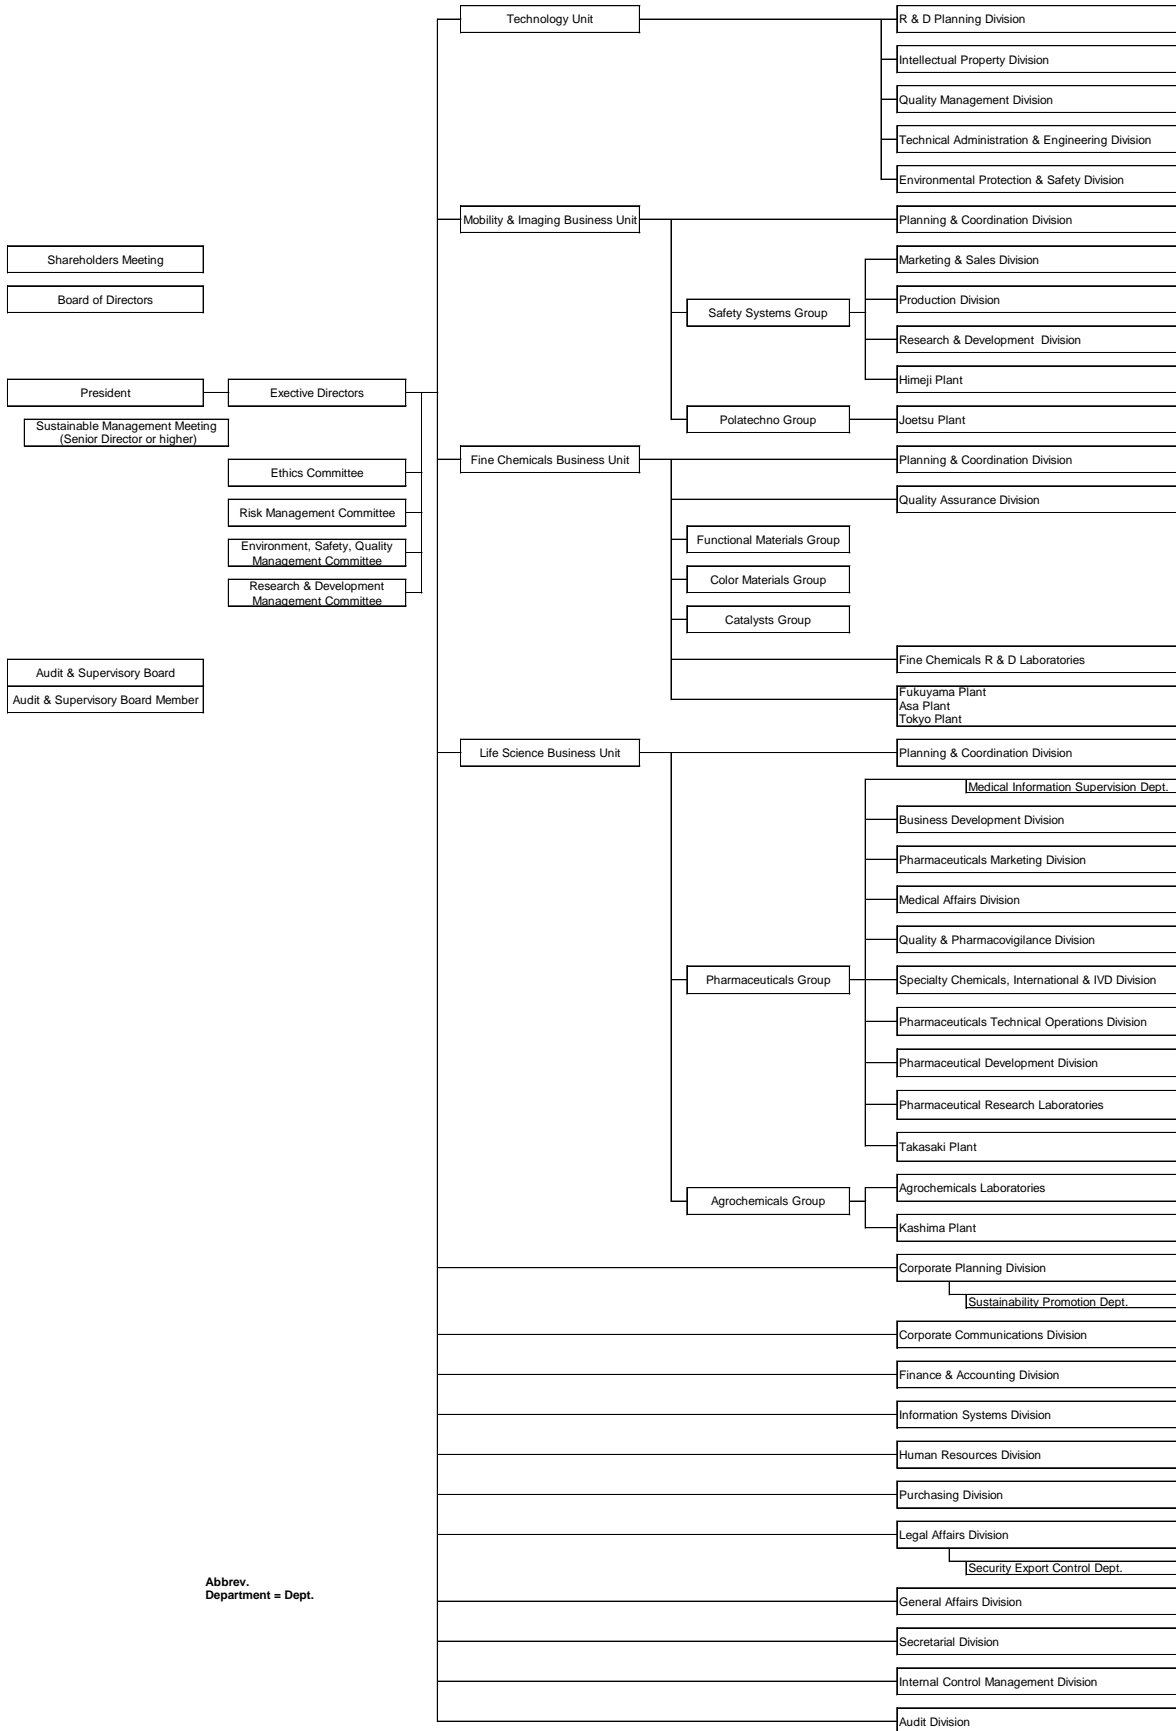 Technology Unit
R & D Planning Division
Intellectual Property Division
Quality Management Division
Technical Administration & Engineering Division
Environmental Protection & Safety Division
Mobility & Imaging Business Unit
Planning & Coordination Division
Shareholders Meeting
Marketing & Sales Division
Board of Directors
Production Division
Safety Systems Group
Research & Development  Division
President
Exective Directors
Himeji Plant
Sustainable Management Meeting
(Senior Director or higher)
Polatechno Group
Joetsu Plant
Fine Chemicals Business Unit
Planning & Coordination Division
Ethics Committee
Quality Assurance Division
Risk Management Committee
Functional Materials Group
Environment, Safety, Quality
Management Committee
Color Materials Group
Research & Development
Management Committee
Catalysts Group
Fine Chemicals R & D Laboratories
Audit & Supervisory Board
Audit & Supervisory Board Member
Fukuyama Plant
Asa Plant
Tokyo Plant
Life Science Business Unit
Planning & Coordination Division
Medical Information Supervision Dept.
Business Development Division
Pharmaceuticals Marketing Division
Medical Affairs Division
Quality & Pharmacovigilance Division
Pharmaceuticals Group
Specialty Chemicals, International & IVD Division
Pharmaceuticals Technical Operations Division
Pharmaceutical Development Division
Pharmaceutical Research Laboratories
Takasaki Plant
Agrochemicals Group
Agrochemicals Laboratories
Kashima Plant
Corporate Planning Division
Sustainability Promotion Dept.
Corporate Communications Division
Finance & Accounting Division
Information Systems Division
Human Resources Division
Purchasing Division
Legal Affairs Division
Security Export Control Dept.
Abbrev.
Department = Dept.
General Affairs Division
Secretarial Division
Internal Control Management Division
Audit Division